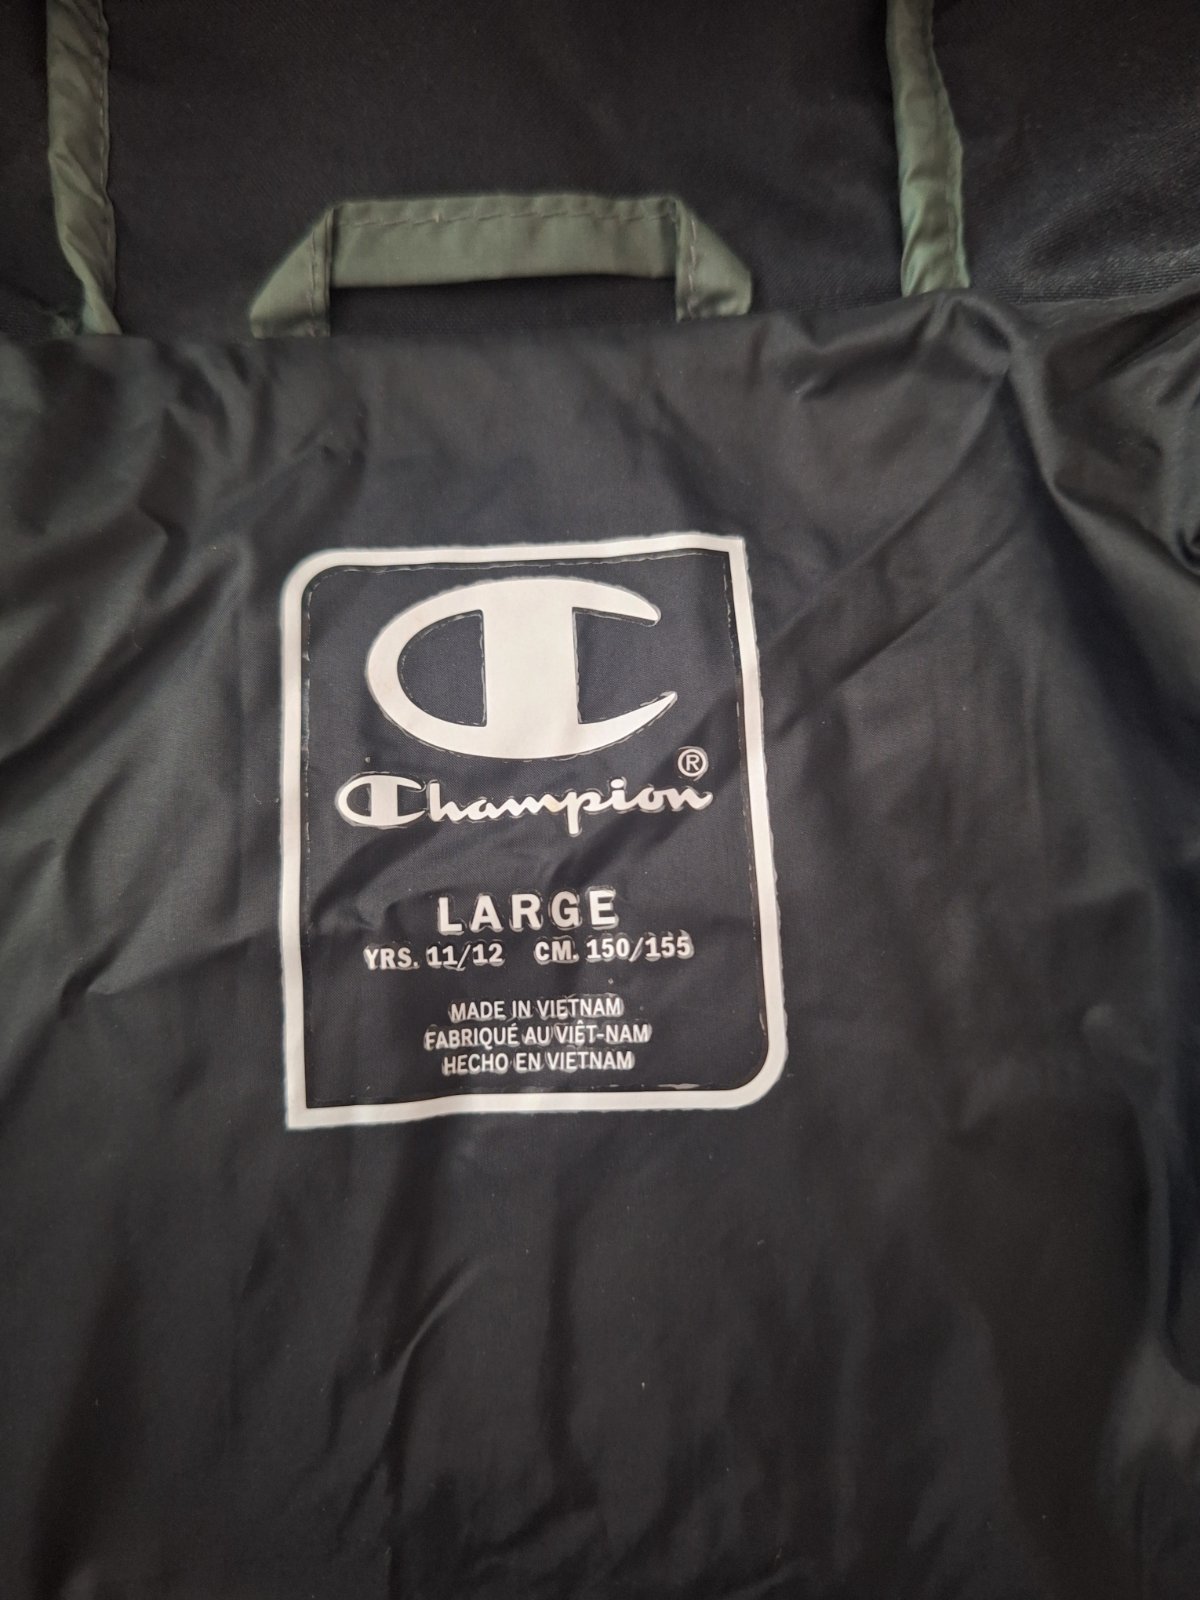 C
Champion®
LARGE
YRS. 11/12 CM. 150/155
MADE IN VIETNAM
FABRIQUÉ AU VIÊT-NAM
HECHO EN VIETNAM